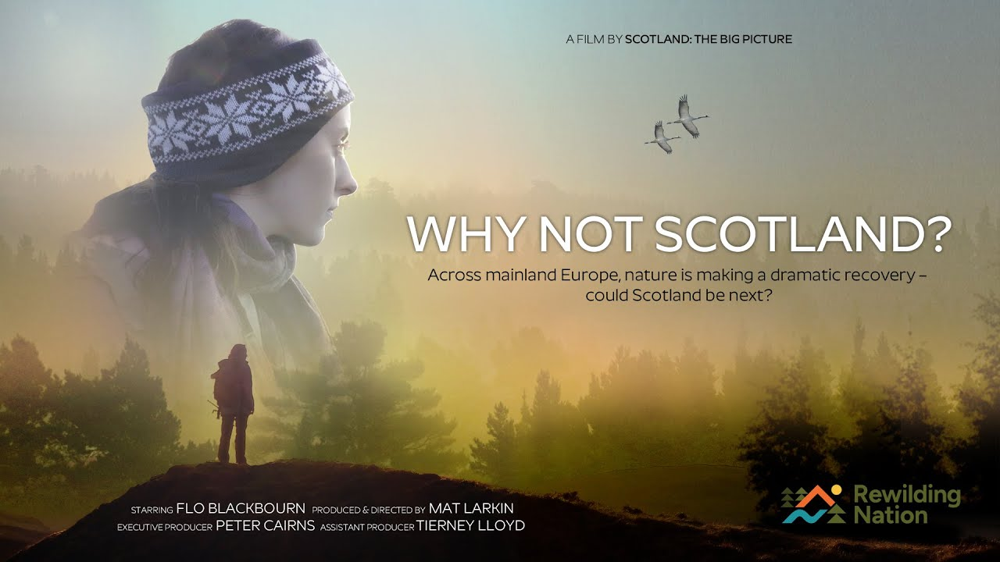 A FILM BY SCOTLAND: THE BIG PICTURE
WHY NOT SCOTLAND?
Across mainland Europe, nature is making a dramatic recovery –
could Scotland be next?
STARRING FLO BLACKBOURN PRODUCED & DIRECTED BY MAT LARKIN
EXECUTIVE PRODUCER PETER CAIRNS ASSISTANT PRODUCER TIERNEY LLOYD
Rewilding
Nation